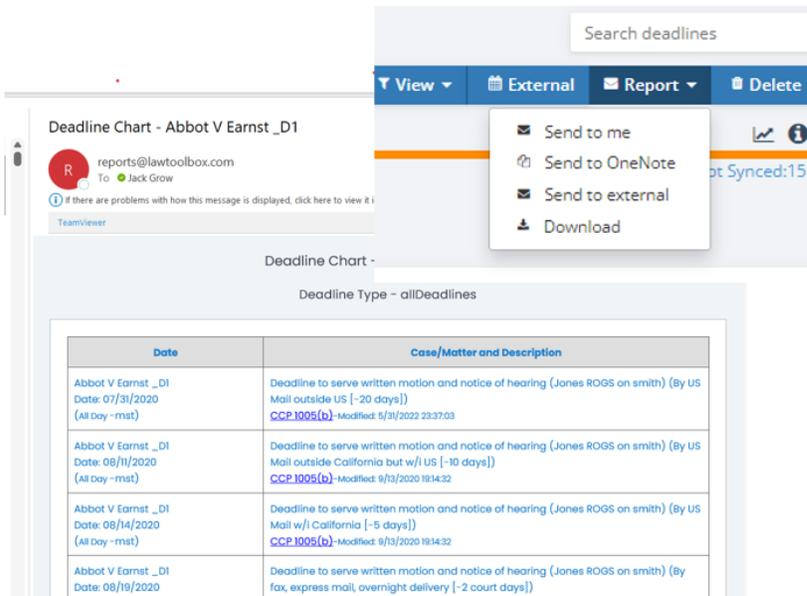 Search deadlines
View
External
Report
Delete
Send to me
Send to OneNote
Send to external
Download
Synced:15
Deadline Chart - Abbot V Earnst _D1
R
reports@lawtoolbox.com
To Jack Grow
If there are problems with how this message is displayed, click here to view it
TeamViewer
Deadline Chart -
Deadline Type - allDeadlines
Date
Case/Matter and Description
Abbot V Earnst _D1
Date: 07/31/2020
(All Day -mst)
Deadline to serve written motion and notice of hearing (Jones ROGS on smith) (By US
Mail outside US [-20 days])
CCP 1005(b)-Modified: 5/31/2022 23:37:03
Abbot V Earnst _D1
Date: 08/11/2020
(All Day -mst)
Deadline to serve written motion and notice of hearing (Jones ROGS on smith) (By US
Mail outside California but w/i US [-10 days])
CCP 1005(b)-Modified: 9/13/2020 19:14:32
Abbot V Earnst _D1
Date: 08/14/2020
(All Day -mst)
Deadline to serve written motion and notice of hearing (Jones ROGS on smith) (By US
Mail w/i California [-5 days])
CCP 1005(b)-Modified: 9/13/2020 19:14:32
Abbot V Earnst _D1
Date: 08/19/2020
Deadline to serve written motion and notice of hearing (Jones ROGS on smith) (By
fax, express mail, overnight delivery [-2 court days])